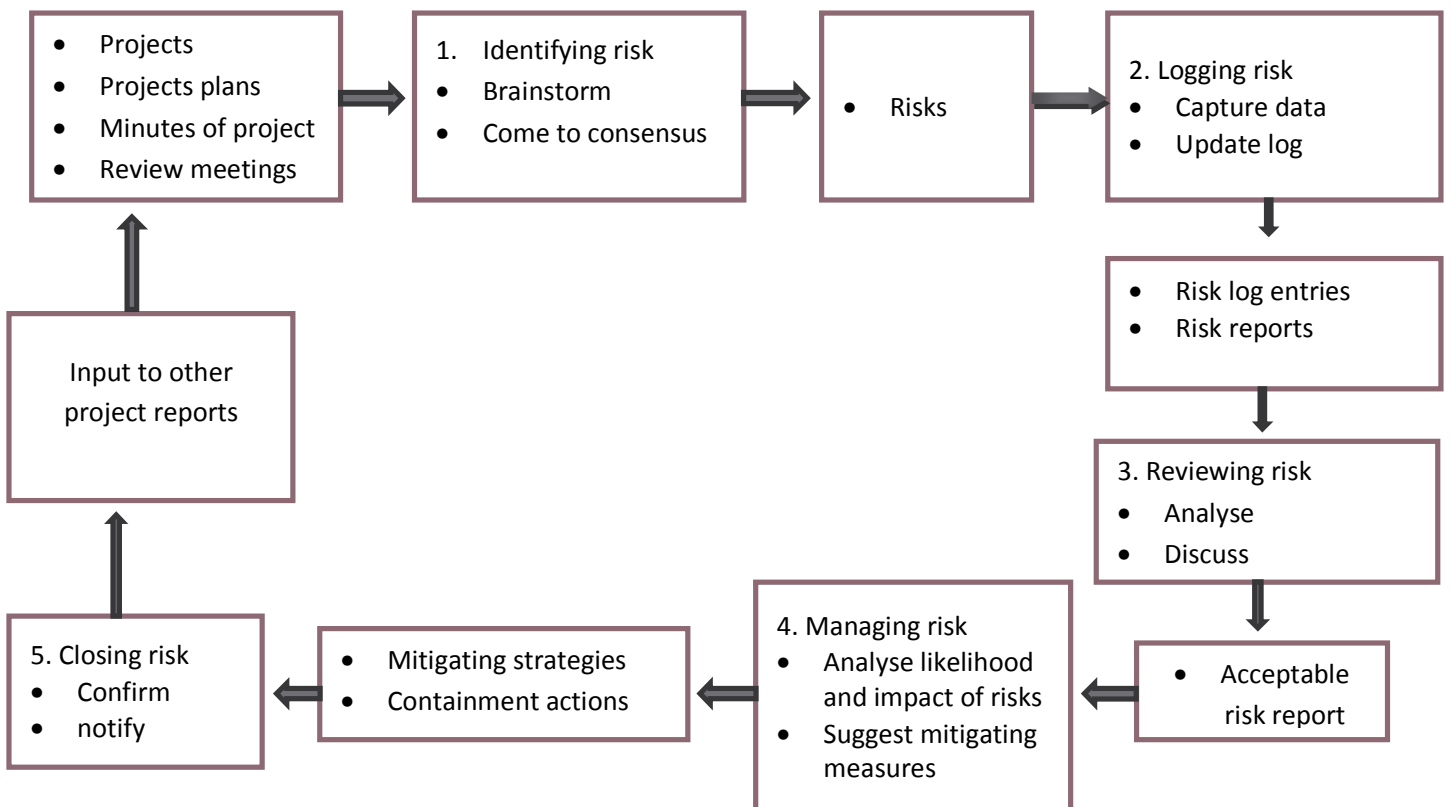 • Projects
• Projects plans
• Minutes of project
• Review meetings
1. Identifying risk
• Brainstorm
• Come to consensus
• Risks
2. Logging risk
• Capture data
• Update log
• Risk log entries
• Risk reports
3. Reviewing risk
• Analyse
• Discuss
• Acceptable
risk report
4. Managing risk
• Analyse likelihood
and impact of risks
• Suggest mitigating
measures
• Mitigating strategies
• Containment actions
5. Closing risk
• Confirm
• notify
Input to other
project reports